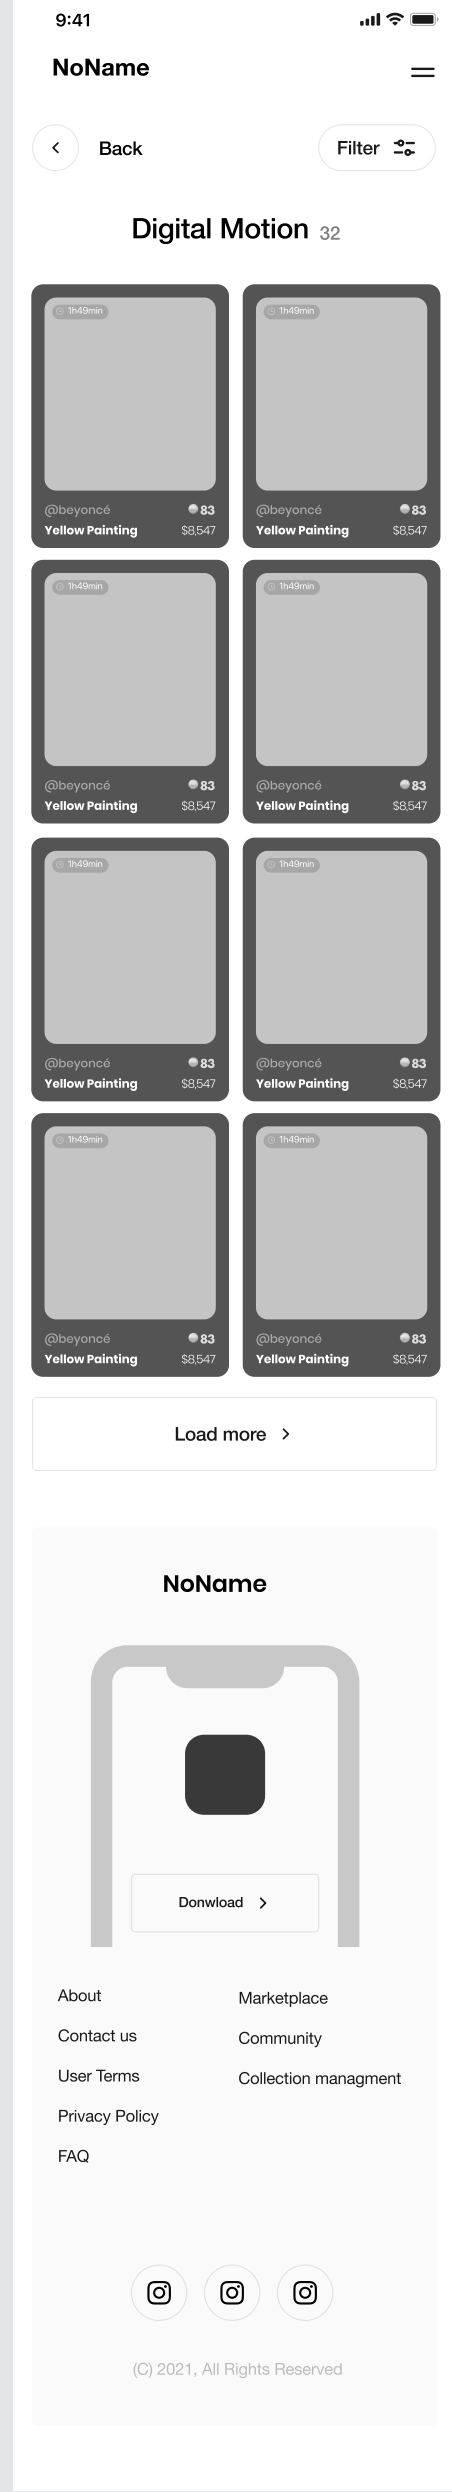 9:41
NoName
Back
Filter
Digital Motion 32
1h49min 1h49min
@beyoncé 83 @beyoncé 83
Yellow Painting $8,547 Yellow Painting $8,547
1h49min 1h49min
@beyoncé 83 @beyoncé 83
Yellow Painting $8,547 Yellow Painting $8,547
1h49min 1h49min
@beyoncé 83 @beyoncé 83
Yellow Painting $8,547 Yellow Painting $8,547
1h49min 1h49min
@beyoncé 83 @beyoncé 83
Yellow Painting $8,547 Yellow Painting $8,547
Load more
NoName
Donwload
About
Contact us
User Terms
Privacy Policy
FAQ
Marketplace
Community
Collection managment
(C) 2021, All Rights Reserved